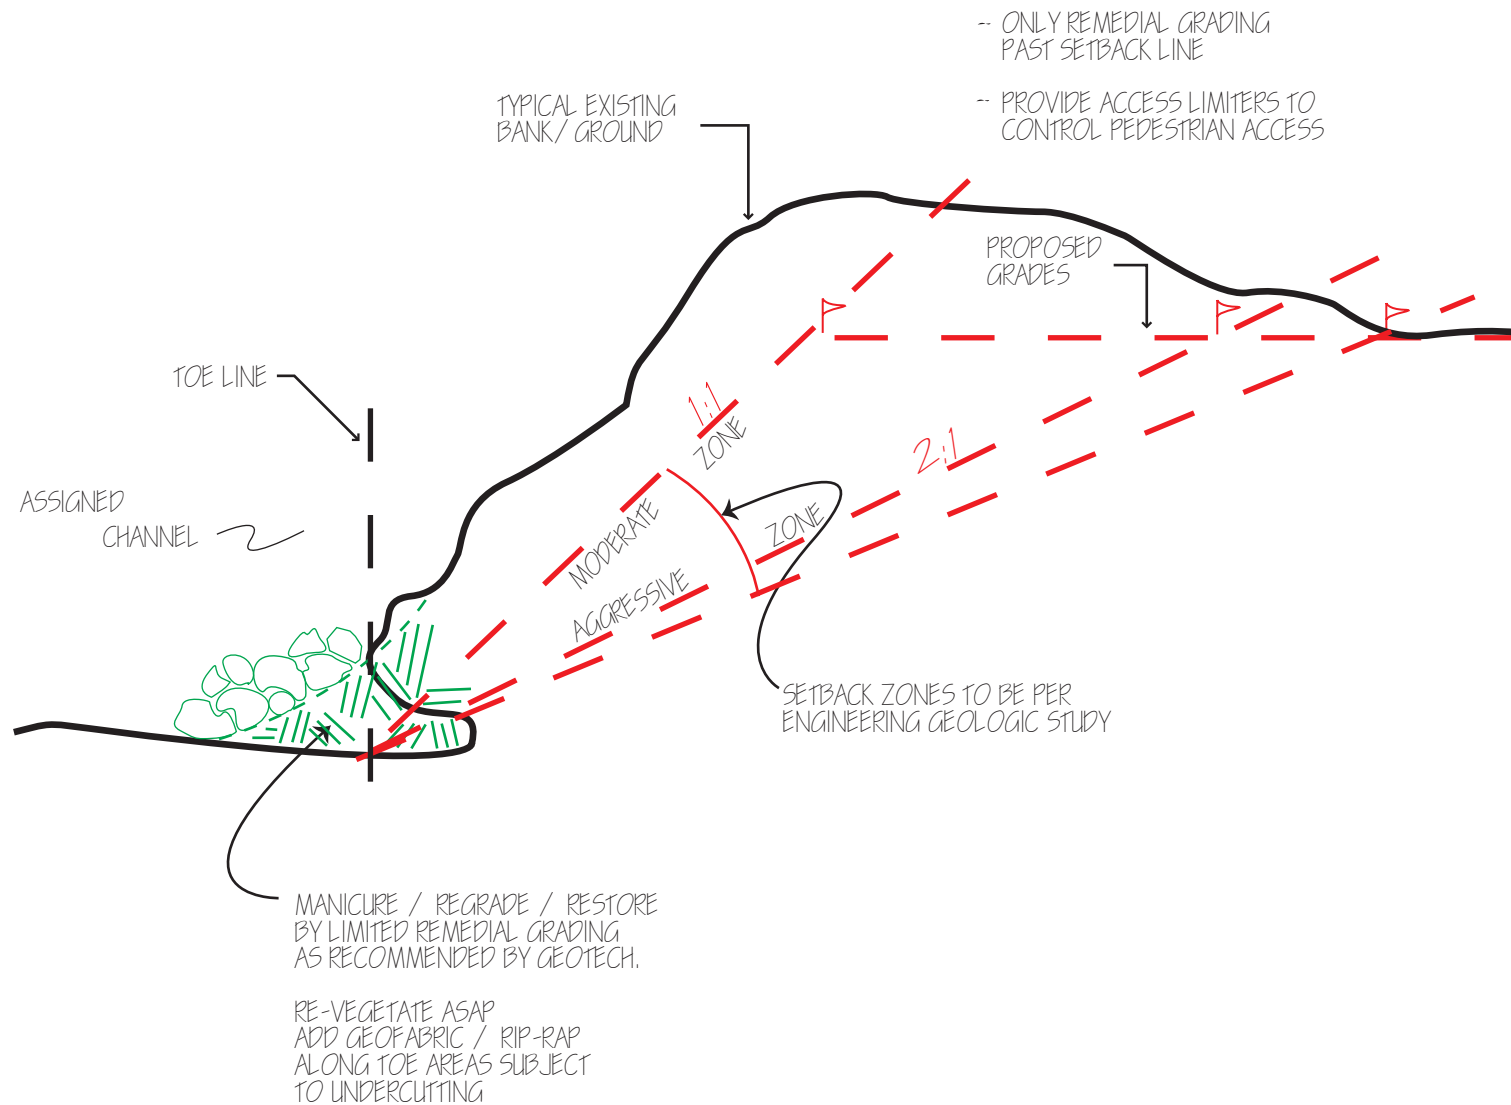 -- ONLY REMEDIAL GRADING
PAST SETBACK LINE
-- PROVIDE ACCESS LIMITERS TO
CONTROL PEDESTRIAN ACCESS
TYPICAL EXISTING
BANK/ GROUND
PROPOSED
GRADES
TOE LINE
1:1
ZONE
2:1
ASSIGNED
CHANNEL
MODERATE
ZONE
AGGRESSIVE
SETBACK ZONES TO BE PER
ENGINEERING GEOLOGIC STUDY
MANICURE / REGRADE / RESTORE
BY LIMITED REMEDIAL GRADING
AS RECOMMENDED BY GEOTECH.
RE-VEGETATE ASAP
ADD GEOFABRIC / RIP-RAP
ALONG TOE AREAS SUBJECT
TO UNDERCUTTING